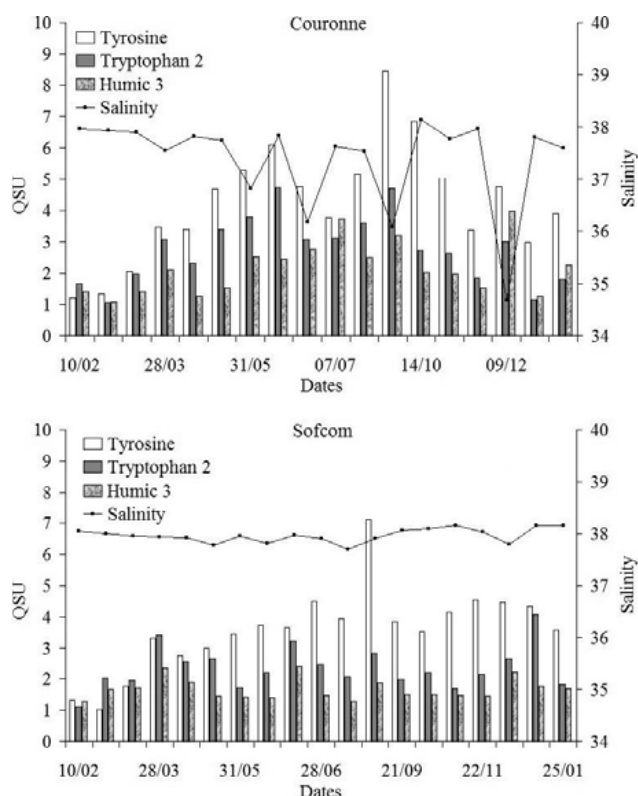 Couronne
10
9
8
7
6
5
4
3
2
1
0
QSU
Tyrosine
Tryptophan 2
Humic 3
Salinity
40
39
38
37
36
35
34
Salinity
10/02 28/03 31/05 07/07 14/10 09/12
Dates
Sofcom
10
9
8
7
6
5
4
3
2
1
0
QSU
Tyrosine
Tryptophan 2
Humic 3
Salinity
40
39
38
37
36
35
34
Salinity
10/02 28/03 31/05 28/06 21/09 22/11 25/01
Dates